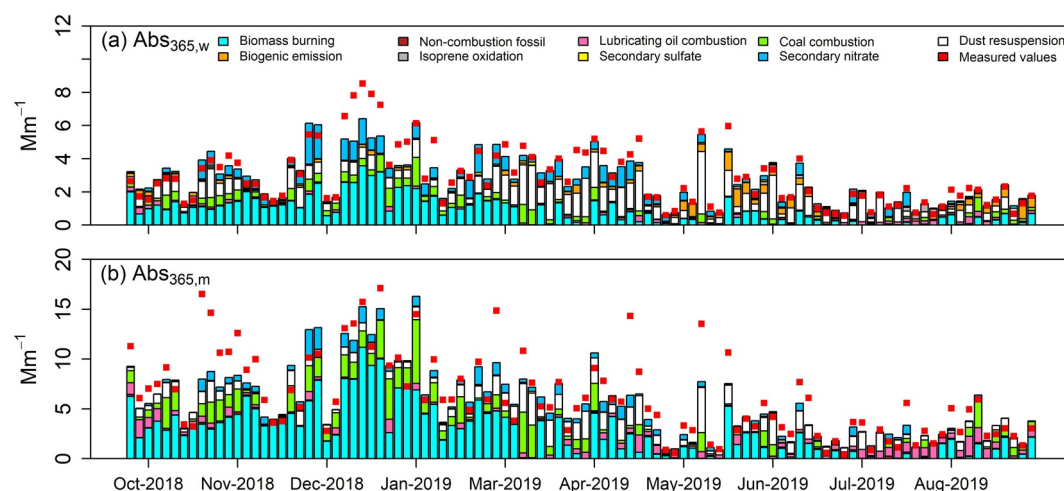 12
10
8
6
4
2
0
Mm⁻¹
(a) Abs₃₆₅,w
Biomass burning Non-combustion fossil Lubricating oil combustion Coal combustion Dust resuspension
Biogenic emission Isoprene oxidation Secondary sulfate Secondary nitrate Measured values
20
15
10
5
0
Mm⁻¹
(b) Abs₃₆₅,m
Oct-2018 Nov-2018 Dec-2018 Jan-2019 Mar-2019 Apr-2019 May-2019 Jun-2019 Jul-2019 Aug-2019